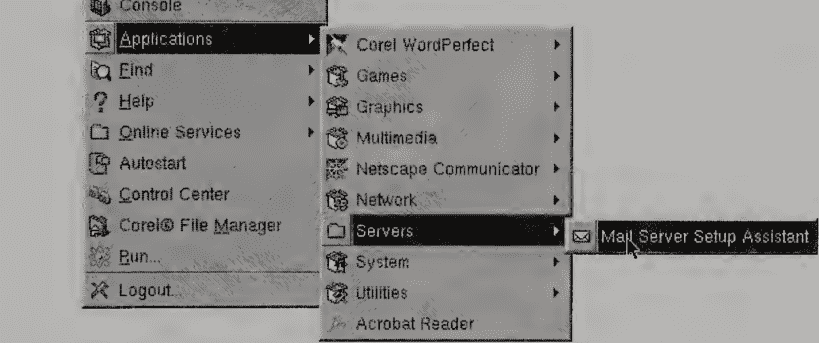 Console
Applications
Find
Help
Online Services
Autostart
Control Center
Corel® File Manager
Run...
Logout...
Corel WordPerfect
Games
Graphics
Multimedia
Netscape Communicator
Network
Servers
System
Utilities
Acrobat Reader
Mail Server Setup Assistant